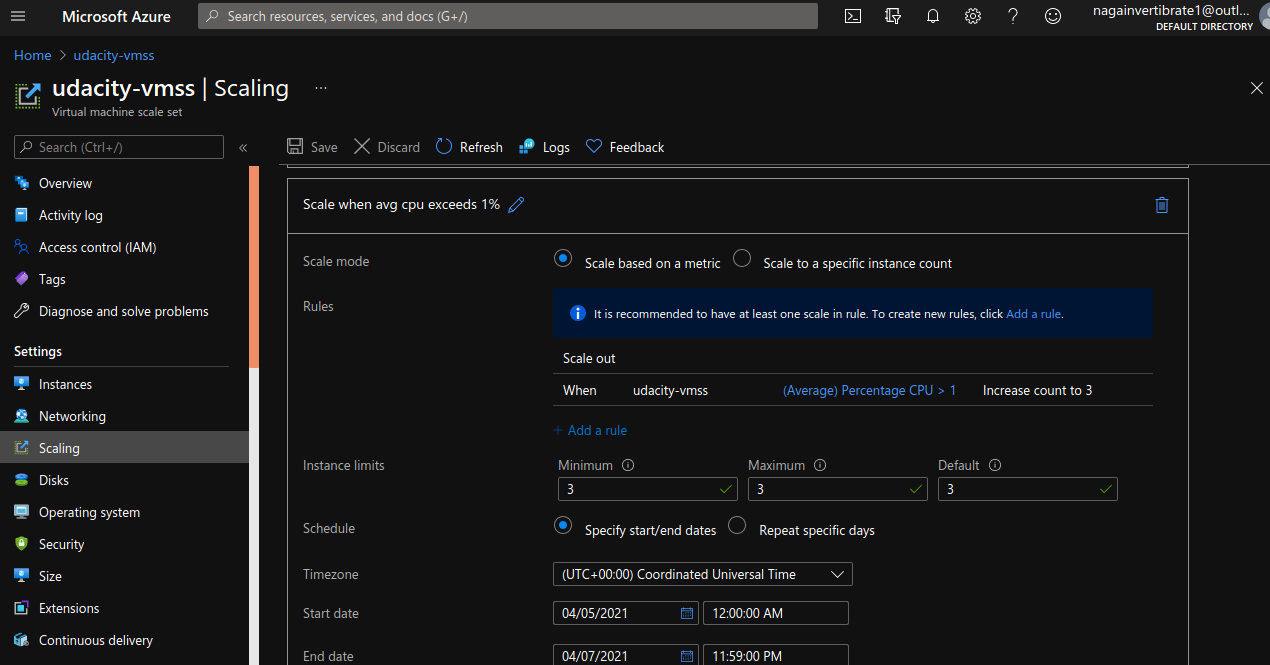 Microsoft Azure
Search resources, services, and docs (G+/)
nagainvertibrate1@outl...
DEFAULT DIRECTORY
Home > udacity-vmss
udacity-vmss | Scaling ...
Virtual machine scale set
Search (Ctrl+/)
«
Save Discard Refresh Logs Feedback
Overview
Activity log
Access control (IAM)
Tags
Diagnose and solve problems
Settings
Instances
Networking
Scaling
Disks
Operating system
Security
Size
Extensions
Continuous delivery
Scale when avg cpu exceeds 1%
Scale mode
Scale based on a metric Scale to a specific instance count
Rules
It is recommended to have at least one scale in rule. To create new rules, click Add a rule.
Scale out
When udacity-vmss (Average) Percentage CPU > 1 Increase count to 3
+ Add a rule
Instance limits
Minimum Maximum Default
3 3 3
Schedule
Specify start/end dates Repeat specific days
Timezone
(UTC+00:00) Coordinated Universal Time
Start date
04/05/2021 12:00:00 AM
End date
04/07/2021 11:59:00 PM